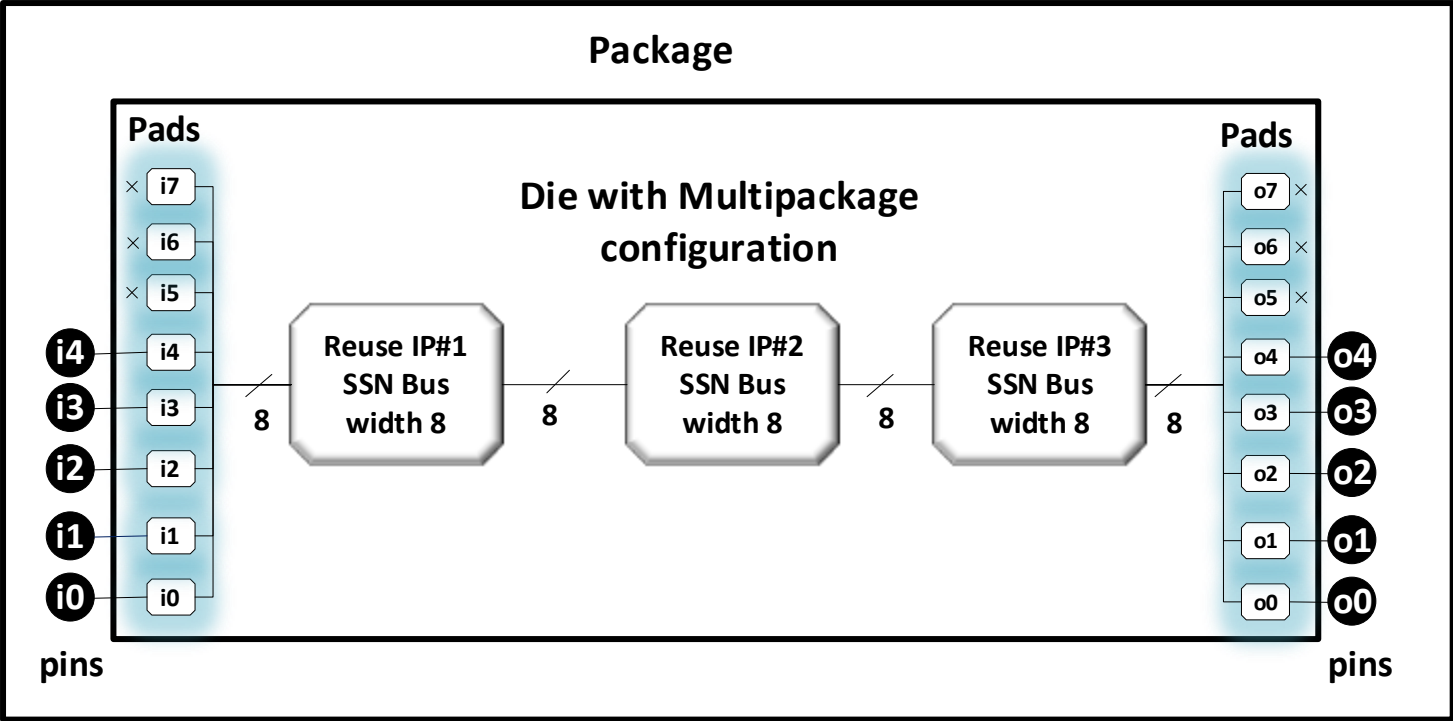 Package
Pads
Pads
Die with Multipackage
configuration
i7
i6
i5
i4
i3
i2
i1
i0
i4
i3
i2
i1
i0
pins
8
Reuse IP#1
SSN Bus
width 8
8
Reuse IP#2
SSN Bus
width 8
8
Reuse IP#3
SSN Bus
width 8
8
o7
o6
o5
o4
o3
o2
o1
o0
o4
o3
o2
o1
o0
pins